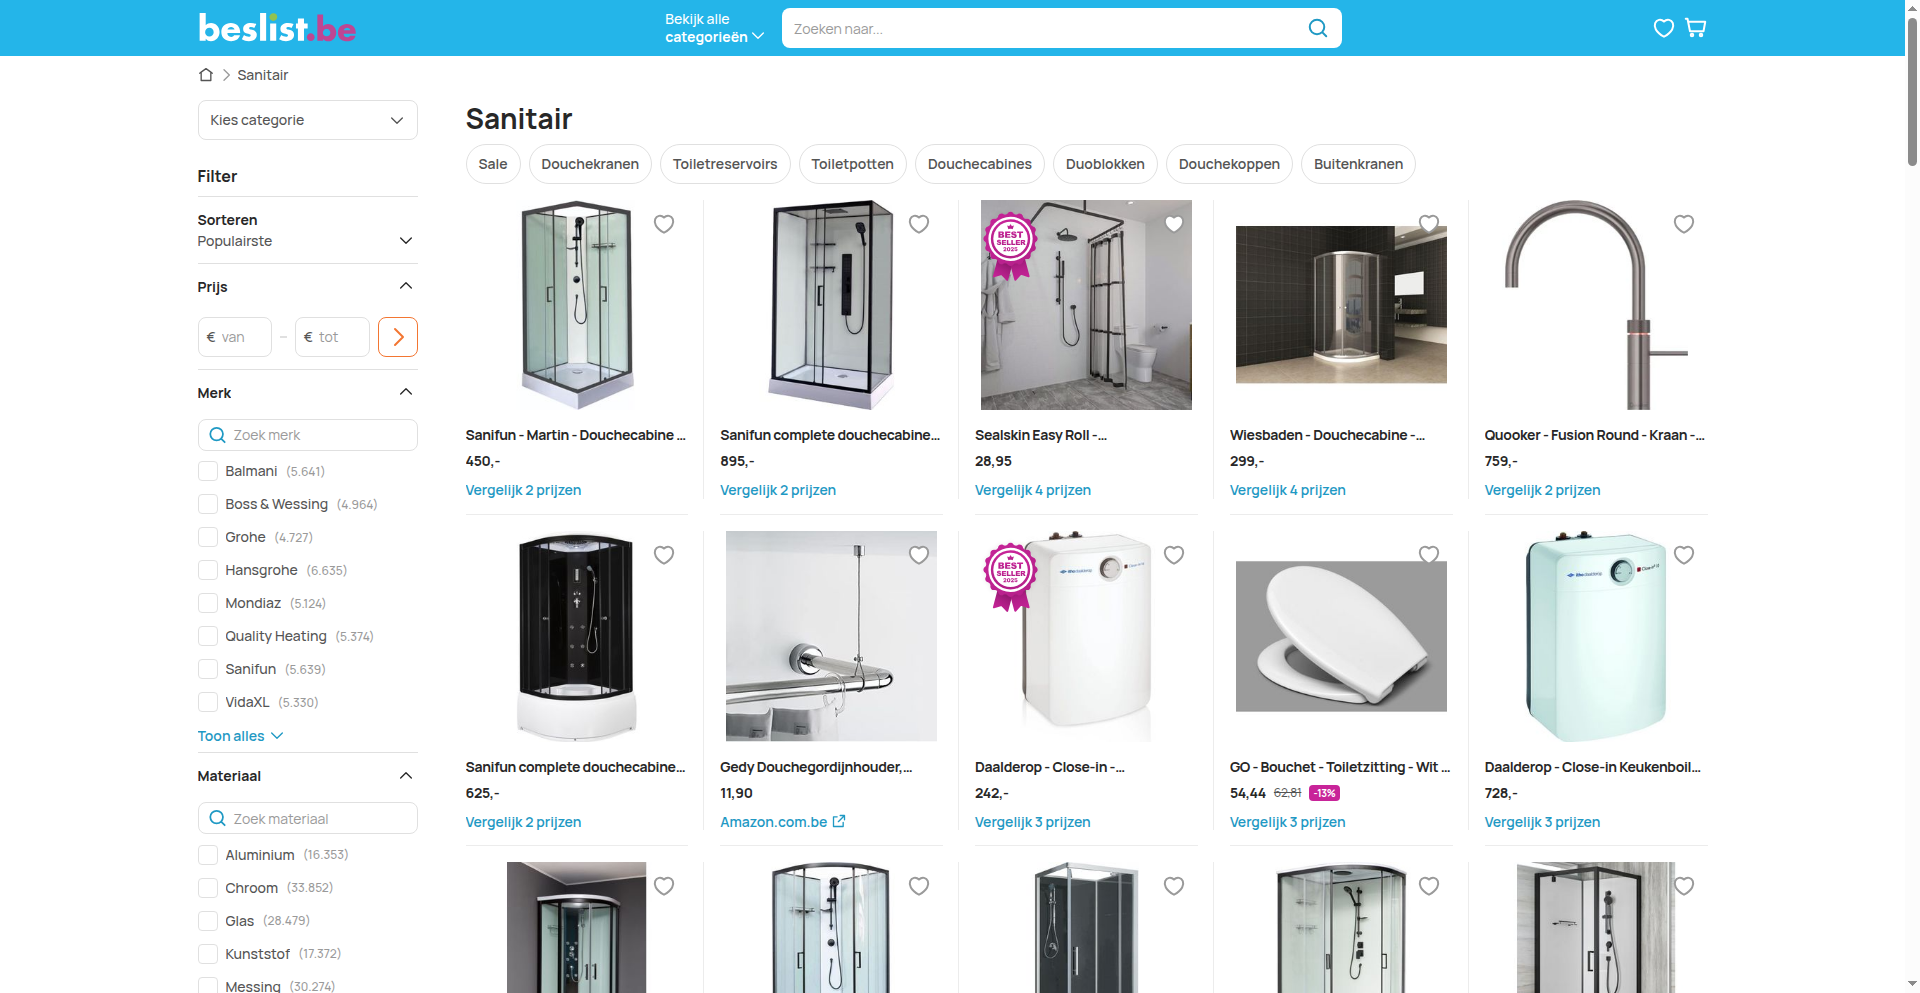 beslist.be
Bekijk alle
categorieën
Zoeken naar...
Sanitair
Kies categorie
Filter
Sorteren
Populairste
Prijs
€ van – € tot
Merk
Zoek merk
Balmani (5.641)
Boss & Wessing (4.964)
Grohe (4.727)
Hansgrohe (6.635)
Mondiaz (5.124)
Quality Heating (5.374)
Sanifun (5.639)
VidaXL (5.330)
Toon alles
Materiaal
Zoek materiaal
Aluminium (16.353)
Chroom (33.852)
Glas (28.479)
Kunststof (17.372)
Messing (30.274)
Sanitair
Sale
Douchekranen
Toiletreservoirs
Toiletpotten
Douchecabines
Duoblokken
Douchekoppen
Buitenkranen
Sanifun - Martin - Douchecabine ...
450,-
Vergelijk 2 prijzen
Sanifun complete douchecabine...
895,-
Vergelijk 2 prijzen
BEST
SELLER
2025
Sealskin Easy Roll -...
28,95
Vergelijk 4 prijzen
Wiesbaden - Douchecabine -...
299,-
Vergelijk 4 prijzen
Quooker - Fusion Round - Kraan -...
759,-
Vergelijk 2 prijzen
Sanifun complete douchecabine...
625,-
Vergelijk 2 prijzen
Gedy Douchegordijnhouder,...
11,90
Amazon.com.be
BEST
SELLER
2025
Daalderop - Close-in -...
242,-
Vergelijk 3 prijzen
GO - Bouchet - Toiletzitting - Wit ...
54,44 62,81 -13%
Vergelijk 3 prijzen
Daalderop - Close-in Keukenboil...
728,-
Vergelijk 3 prijzen